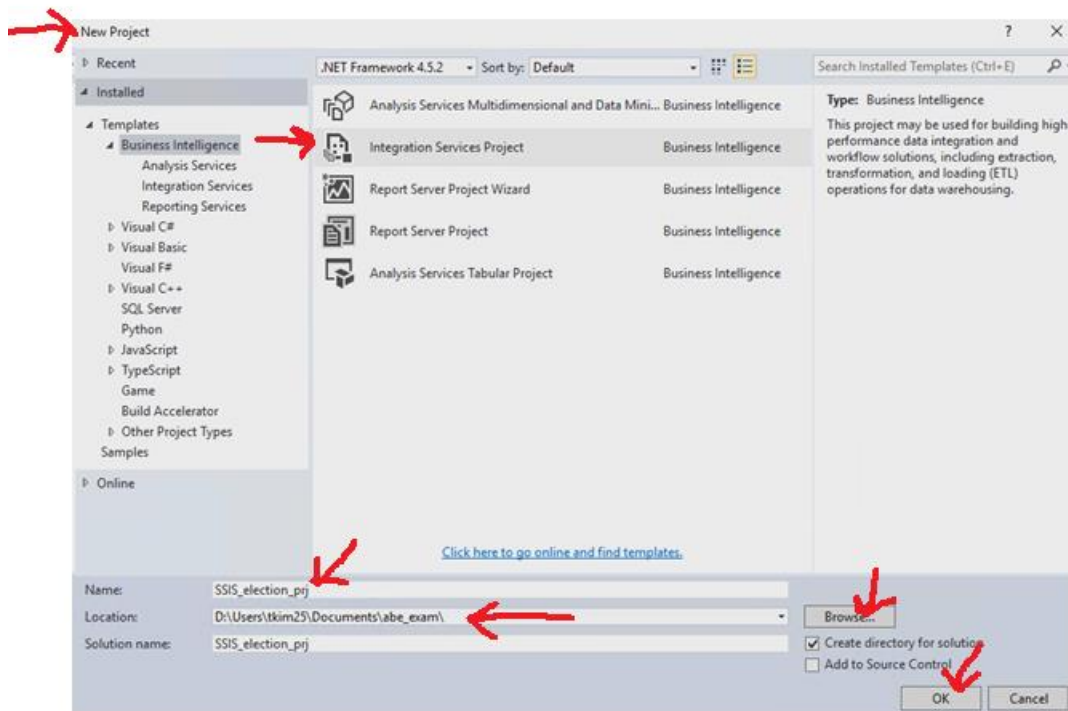 New Project
? X
Recent
.NET Framework 4.5.2
Sort by: Default
Search Installed Templates (Ctrl+E)
Installed
Templates
Business Intelligence
Analysis Services
Integration Services
Reporting Services
Visual C#
Visual Basic
Visual F#
Visual C++
SQL Server
Python
JavaScript
TypeScript
Game
Build Accelerator
Other Project Types
Samples
Online
Analysis Services Multidimensional and Data Mini... Business Intelligence
Integration Services Project Business Intelligence
Report Server Project Wizard Business Intelligence
Report Server Project Business Intelligence
Analysis Services Tabular Project Business Intelligence
Click here to go online and find templates.
Type: Business Intelligence
This project may be used for building high
performance data integration and
workflow solutions, including extraction,
transformation, and loading (ETL)
operations for data warehousing.
Name: SSIS_election_prj
Location: D:\Users\tkim25\Documents\abe_exam\
Browse...
Solution name: SSIS_election_prj
Create directory for solution
Add to Source Control
OK Cancel